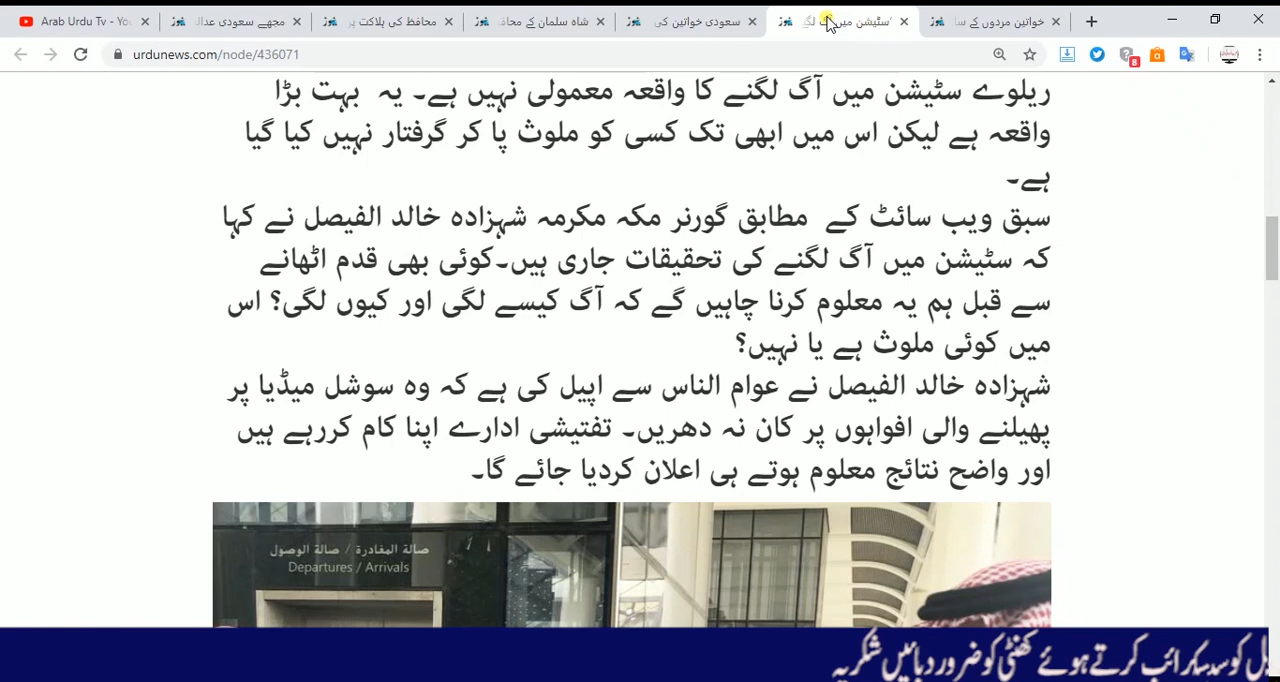 Arab Urdu Tv - You
مجھے سعودی عدال
محافظ کی ہلاکت پر
شاہ سلمان کے محاف
سعودی خواتین کی
سٹیشن میں آگ لگنے
خواتین مردوں کے سا
urdunews.com/node/436071
8
ریلوے سٹیشن میں آگ لگنے کا واقعہ معمولی نہیں ہے۔ یہ بہت بڑا
واقعہ ہے لیکن اس میں ابھی تک کسی کو ملوث پا کر گرفتار نہیں کیا گیا
ہے۔
سبق ویب سائٹ کے مطابق گورنر مکہ مکرمہ شہزادہ خالد الفیصل نے کہا
کہ سٹیشن میں آگ لگنے کی تحقیقات جاری ہیں۔کوئی بھی قدم اٹھانے
سے قبل ہم یہ معلوم کرنا چاہیں گے کہ آگ کیسے لگی اور کیوں لگی؟ اس
میں کوئی ملوث ہے یا نہیں؟
شہزادہ خالد الفیصل نے عوام الناس سے اپیل کی ہے کہ وہ سوشل میڈیا پر
پھیلنے والی افواہوں پر کان نہ دھریں۔ تفتیشی ادارے اپنا کام کررہے ہیں
اور واضح نتائج معلوم ہوتے ہی اعلان کردیا جائے گا۔
صالة المغادرة / صالة الوصول
Departures / Arrivals
یل کو سبسکرائب کرتے ہوئے گھنٹی کو ضرور دبائیں شکریہ